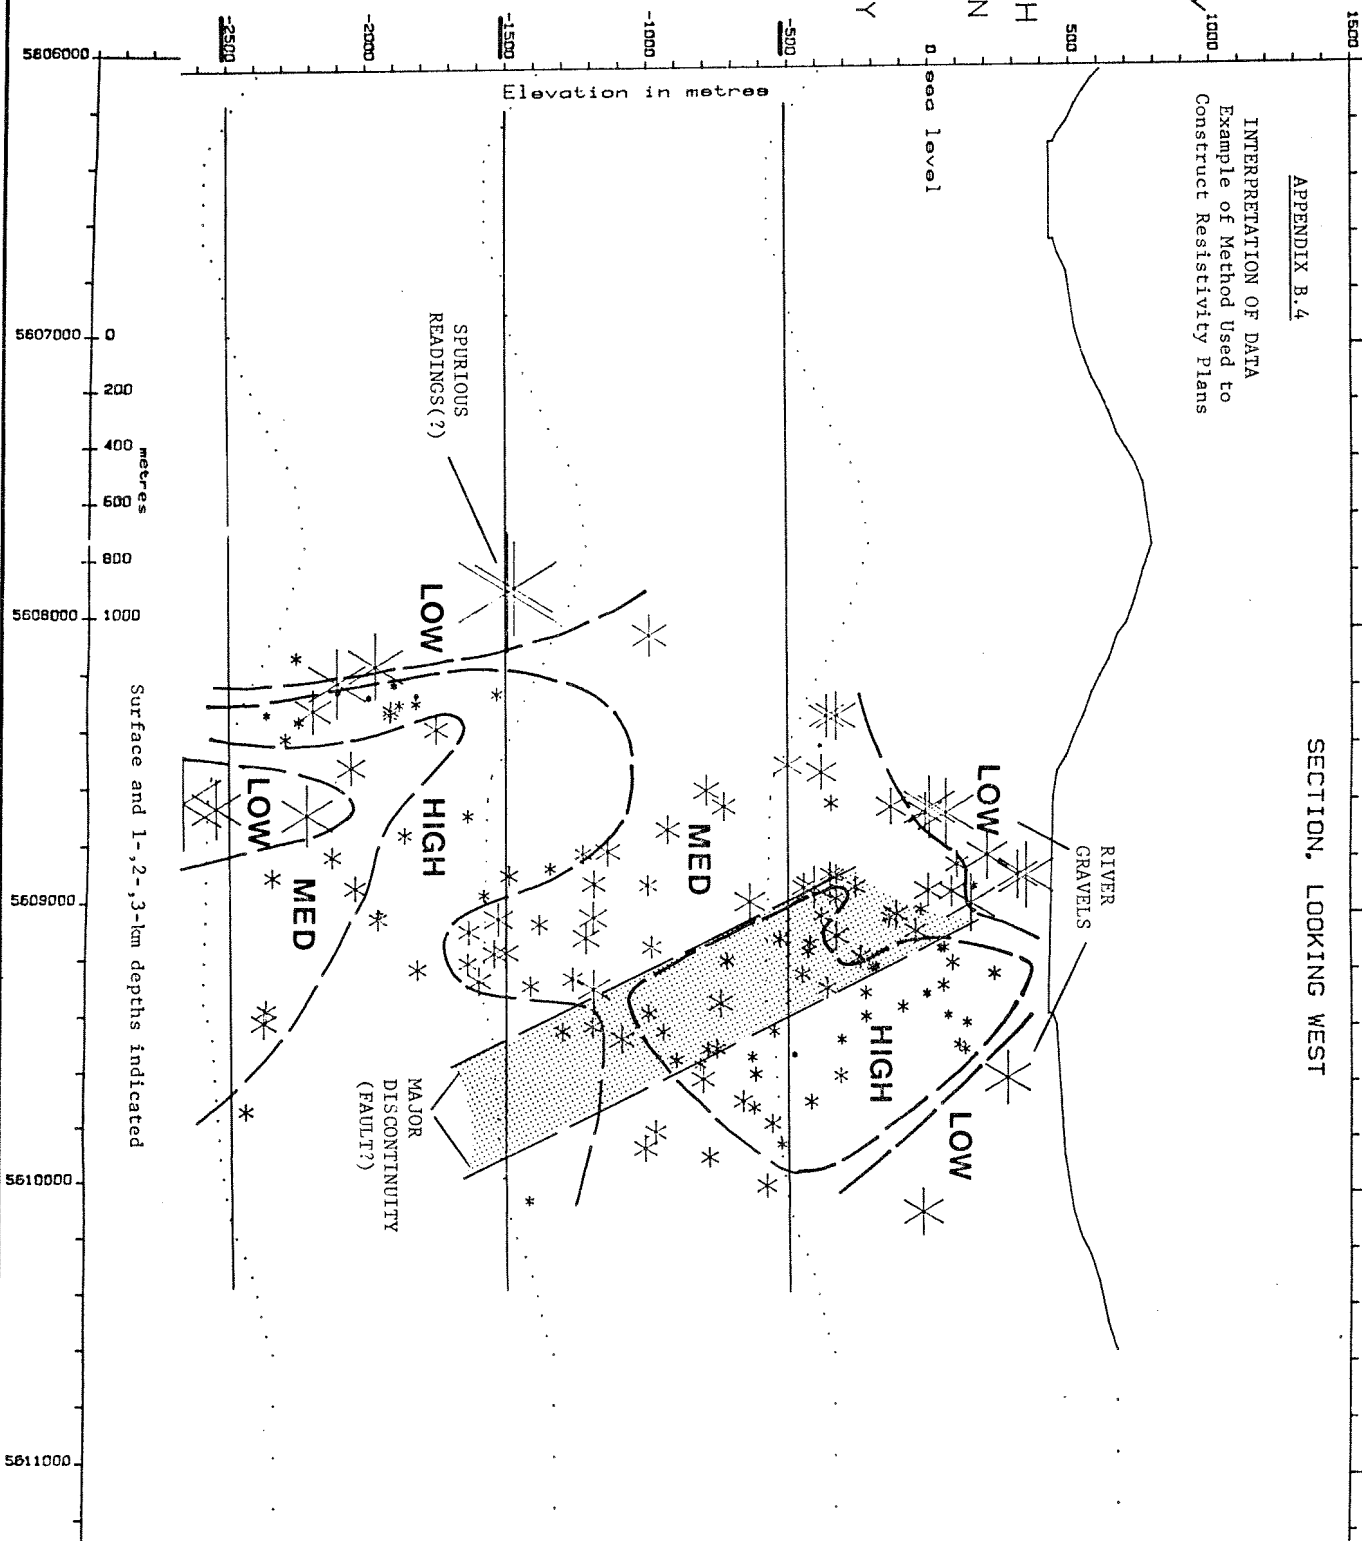 APPENDIX B.4
INTERPRETATION OF DATA
Example of Method Used to
Construct Resistivity Plans
SECTION, LOOKING WEST
1500
1000
500
0 sea level
-500
-1000
-1500
-2000
-2500
Elevation in metres
H
N
Y
RIVER
GRAVELS
LOW
LOW
HIGH
MED
SPURIOUS
READINGS(?)
LOW
HIGH
LOW
MED
MAJOR
DISCONTINUITY
(FAULT?)
Surface and 1-,2-,3-km depths indicated
0
200
400
600
800
1000
metres
5806000
5607000
5608000
5609000
5610000
5611000